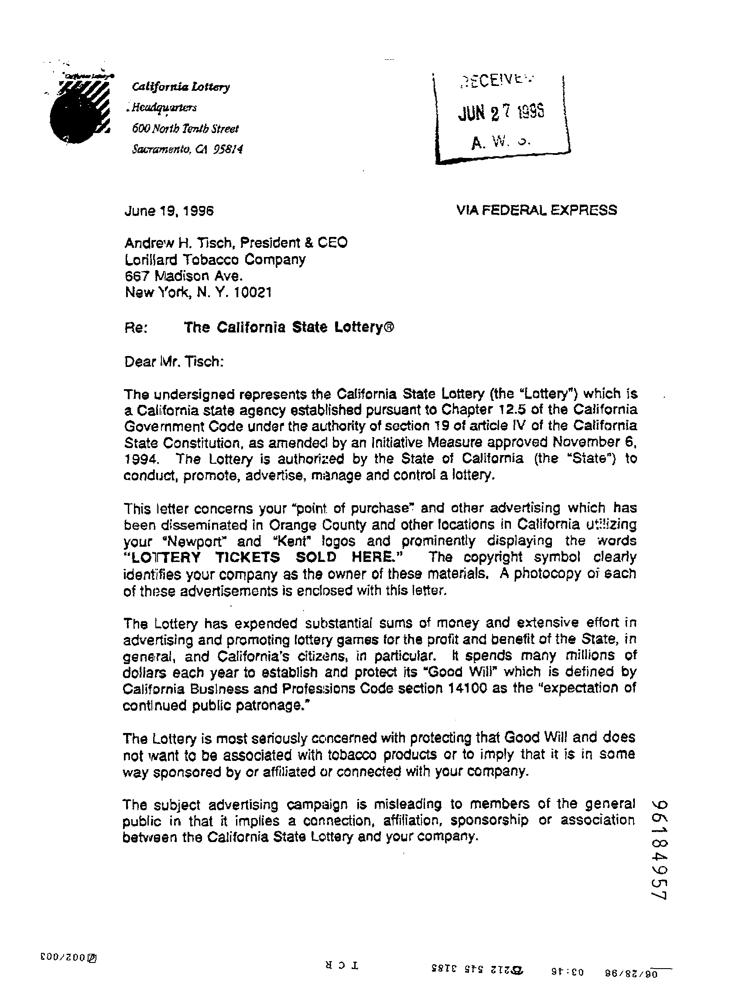 California Lottery
California Lottery
Headquarters
600 North Tenth Street
Sacramento, CA 95814
RECEIVED
JUN 27 1996
A. W. S.
June 19, 1996 VIA FEDERAL EXPRESS
Andrew H. Tisch, President & CEO
Lorillard Tobacco Company
667 Madison Ave.
New York, N. Y. 10021
Re: The California State Lottery®
Dear Mr. Tisch:
The undersigned represents the California State Lottery (the "Lottery") which is
a California state agency established pursuant to Chapter 12.5 of the California
Government Code under the authority of section 19 of article IV of the California
State Constitution, as amended by an Initiative Measure approved November 6,
1994. The Lottery is authorized by the State of California (the "State") to
conduct, promote, advertise, manage and control a lottery.
This letter concerns your "point of purchase" and other advertising which has
been disseminated in Orange County and other locations in California utilizing
your "Newport" and "Kent" logos and prominently displaying the words
"LOTTERY TICKETS SOLD HERE." The copyright symbol clearly
identifies your company as the owner of these materials. A photocopy of each
of these advertisements is enclosed with this letter.
The Lottery has expended substantial sums of money and extensive effort in
advertising and promoting lottery games for the profit and benefit of the State, in
general, and California's citizens, in particular. It spends many millions of
dollars each year to establish and protect its "Good Will" which is defined by
California Business and Professions Code section 14100 as the "expectation of
continued public patronage."
The Lottery is most seriously concerned with protecting that Good Will and does
not want to be associated with tobacco products or to imply that it is in some
way sponsored by or affiliated or connected with your company.
The subject advertising campaign is misleading to members of the general
public in that it implies a connection, affiliation, sponsorship or association
between the California State Lottery and your company.
96184957
06/28/96 03:46 ☎212 545 3185 T C R 002/003